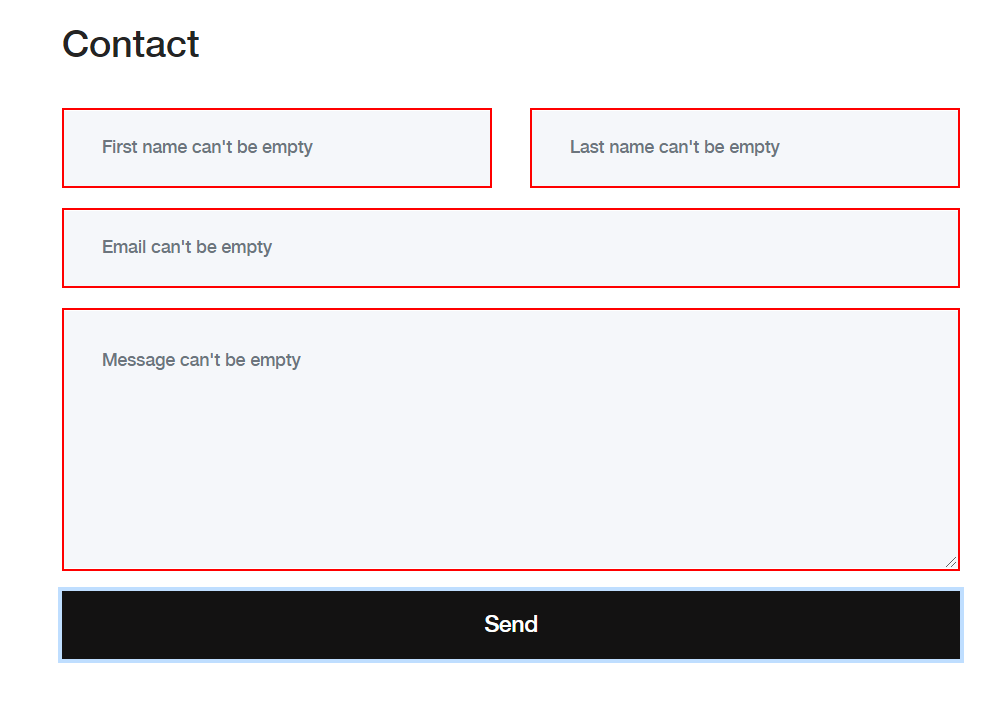 Contact
First name can't be empty
Last name can't be empty
Email can't be empty
Message can't be empty
Send